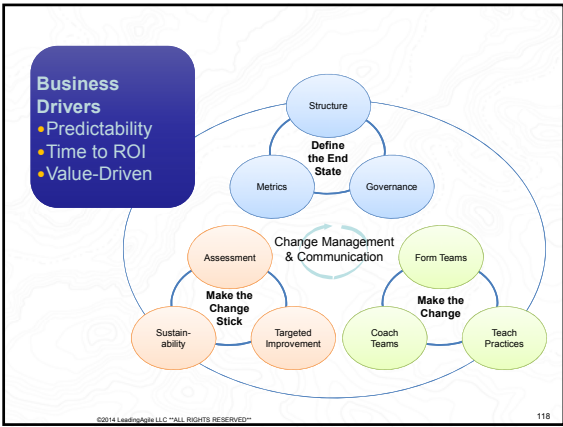 Business
Drivers
•Predictability
•Time to ROI
•Value-Driven
Structure
Define
the End
State
Metrics
Governance
Change Management
& Communication
Assessment
Make the
Change
Stick
Sustain-
ability
Targeted
Improvement
Form Teams
Make the
Change
Coach
Teams
Teach
Practices
©2014 LeadingAgile LLC **ALL RIGHTS RESERVED**
118